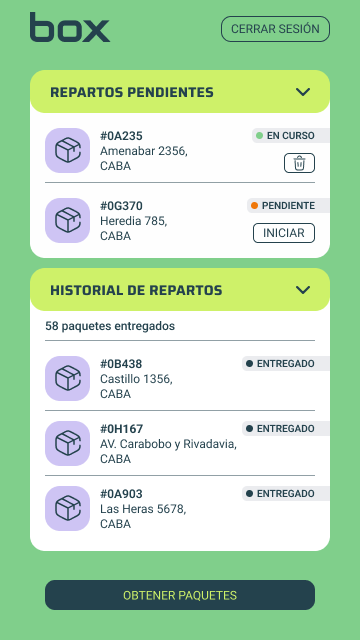 box
CERRAR SESIÓN
REPARTOS PENDIENTES
#0A235
EN CURSO
Amenabar 2356,
CABA
#0G370
PENDIENTE
Heredia 785,
CABA
INICIAR
HISTORIAL DE REPARTOS
58 paquetes entregados
#0B438
ENTREGADO
Castillo 1356,
CABA
#0H167
ENTREGADO
AV. Carabobo y Rivadavia,
CABA
#0A903
ENTREGADO
Las Heras 5678,
CABA
OBTENER PAQUETES